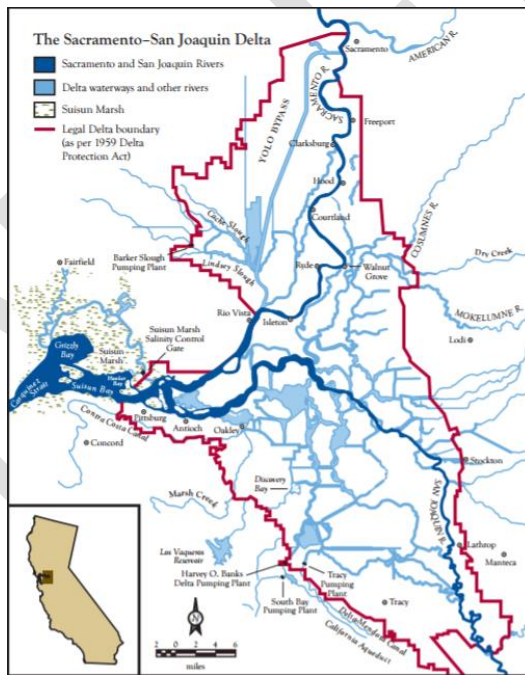 The Sacramento–San Joaquin Delta
Sacramento and San Joaquin Rivers
Delta waterways and other rivers
Suisun Marsh
Legal Delta boundary
(as per 1959 Delta
Protection Act)
Sacramento
AMERICAN R.
SACRAMENTO R.
YOLO BYPASS
Freeport
Clarksburg
Hood
Courtland
COSUMNES R.
Cache Slough
Barker Slough
Pumping Plant
Lindsey Slough
Fairfield
Ryde
Walnut
Grove
Dry Creek
MOKELUMNE R.
Rio Vista
Isleton
Lodi
Suisun Marsh
Salinity Control
Gate
Grizzly
Bay
Suisun
Marsh
Honker
Bay
Carquinez
Strait
Suisun Bay
Pittsburg
Antioch
Oakley
Contra Costa
Canal
Concord
Stockton
Discovery
Bay
Marsh Creek
SAN JOAQUIN R.
Los Vaqueros
Reservoir
Lathrop
Manteca
Harvey O. Banks
Delta Pumping Plant
Tracy
Pumping
Plant
South Bay
Pumping Plant
Tracy
Delta Mendota Canal
California Aqueduct
N
2 0 2 4 6
miles